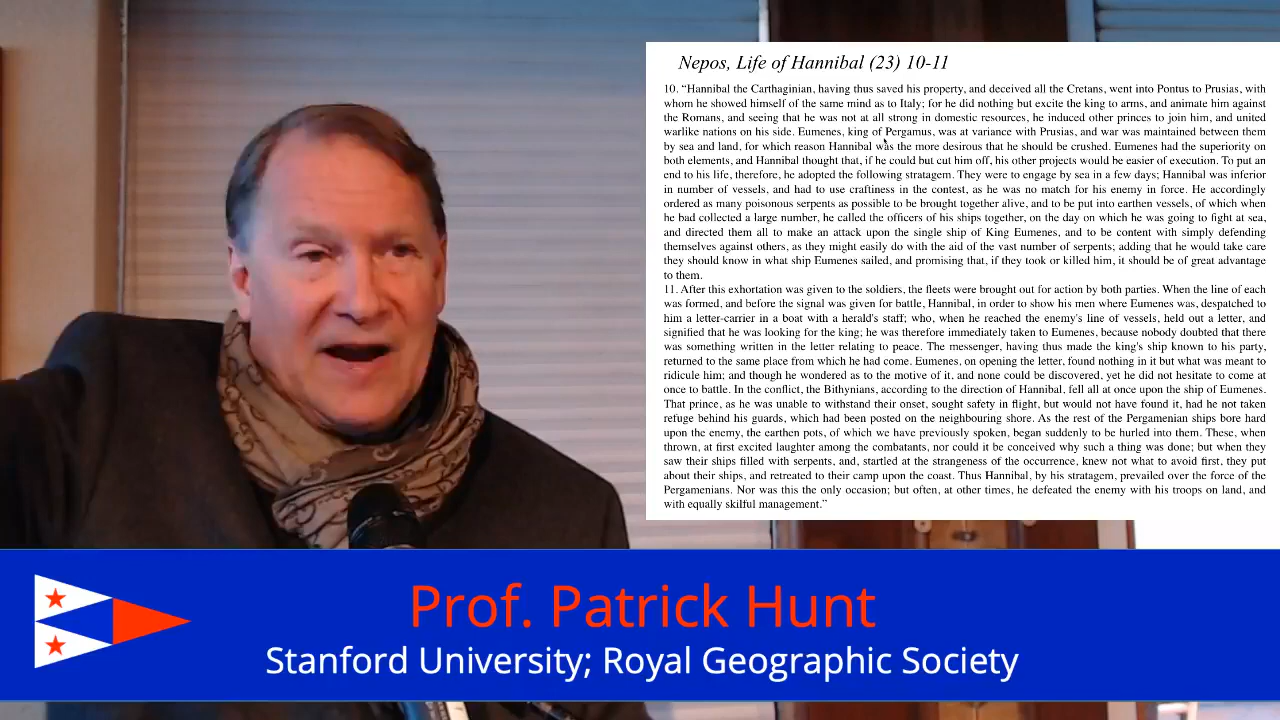 Nepos, Life of Hannibal (23) 10-11
10. “Hannibal the Carthaginian, having thus saved his property, and deceived all the Cretans, went into Pontus to Prusias, with
whom he showed himself of the same mind as to Italy; for he did nothing but excite the king to arms, and animate him against
the Romans, and seeing that he was not at all strong in domestic resources, he induced other princes to join him, and united
warlike nations on his side. Eumenes, king of Pergamus, was at variance with Prusias, and war was maintained between them
by sea and land, for which reason Hannibal was the more desirous that he should be crushed. Eumenes had the superiority on
both elements, and Hannibal thought that, if he could but cut him off, his other projects would be easier of execution. To put an
end to his life, therefore, he adopted the following stratagem. They were to engage by sea in a few days; Hannibal was inferior
in number of vessels, and had to use craftiness in the contest, as he was no match for his enemy in force. He accordingly
ordered as many poisonous serpents as possible to be brought together alive, and to be put into earthen vessels, of which when
he bad collected a large number, he called the officers of his ships together, on the day on which he was going to fight at sea,
and directed them all to make an attack upon the single ship of King Eumenes, and to be content with simply defending
themselves against others, as they might easily do with the aid of the vast number of serpents; adding that he would take care
they should know in what ship Eumenes sailed, and promising that, if they took or killed him, it should be of great advantage
to them.
11. After this exhortation was given to the soldiers, the fleets were brought out for action by both parties. When the line of each
was formed, and before the signal was given for battle, Hannibal, in order to show his men where Eumenes was, despatched to
him a letter-carrier in a boat with a herald's staff; who, when he reached the enemy's line of vessels, held out a letter, and
signified that he was looking for the king; he was therefore immediately taken to Eumenes, because nobody doubted that there
was something written in the letter relating to peace. The messenger, having thus made the king's ship known to his party,
returned to the same place from which he had come. Eumenes, on opening the letter, found nothing in it but what was meant to
ridicule him; and though he wondered as to the motive of it, and none could be discovered, yet he did not hesitate to come at
once to battle. In the conflict, the Bithynians, according to the direction of Hannibal, fell all at once upon the ship of Eumenes.
That prince, as he was unable to withstand their onset, sought safety in flight, but would not have found it, had he not taken
refuge behind his guards, which had been posted on the neighbouring shore. As the rest of the Pergamenian ships bore hard
upon the enemy, the earthen pots, of which we have previously spoken, began suddenly to be hurled into them. These, when
thrown, at first excited laughter among the combatants, nor could it be conceived why such a thing was done; but when they
saw their ships filled with serpents, and, startled at the strangeness of the occurrence, knew not what to avoid first, they put
about their ships, and retreated to their camp upon the coast. Thus Hannibal, by his stratagem, prevailed over the force of the
Pergamenians. Nor was this the only occasion; but often, at other times, he defeated the enemy with his troops on land, and
with equally skilful management.”
Prof. Patrick Hunt
Stanford University; Royal Geographic Society